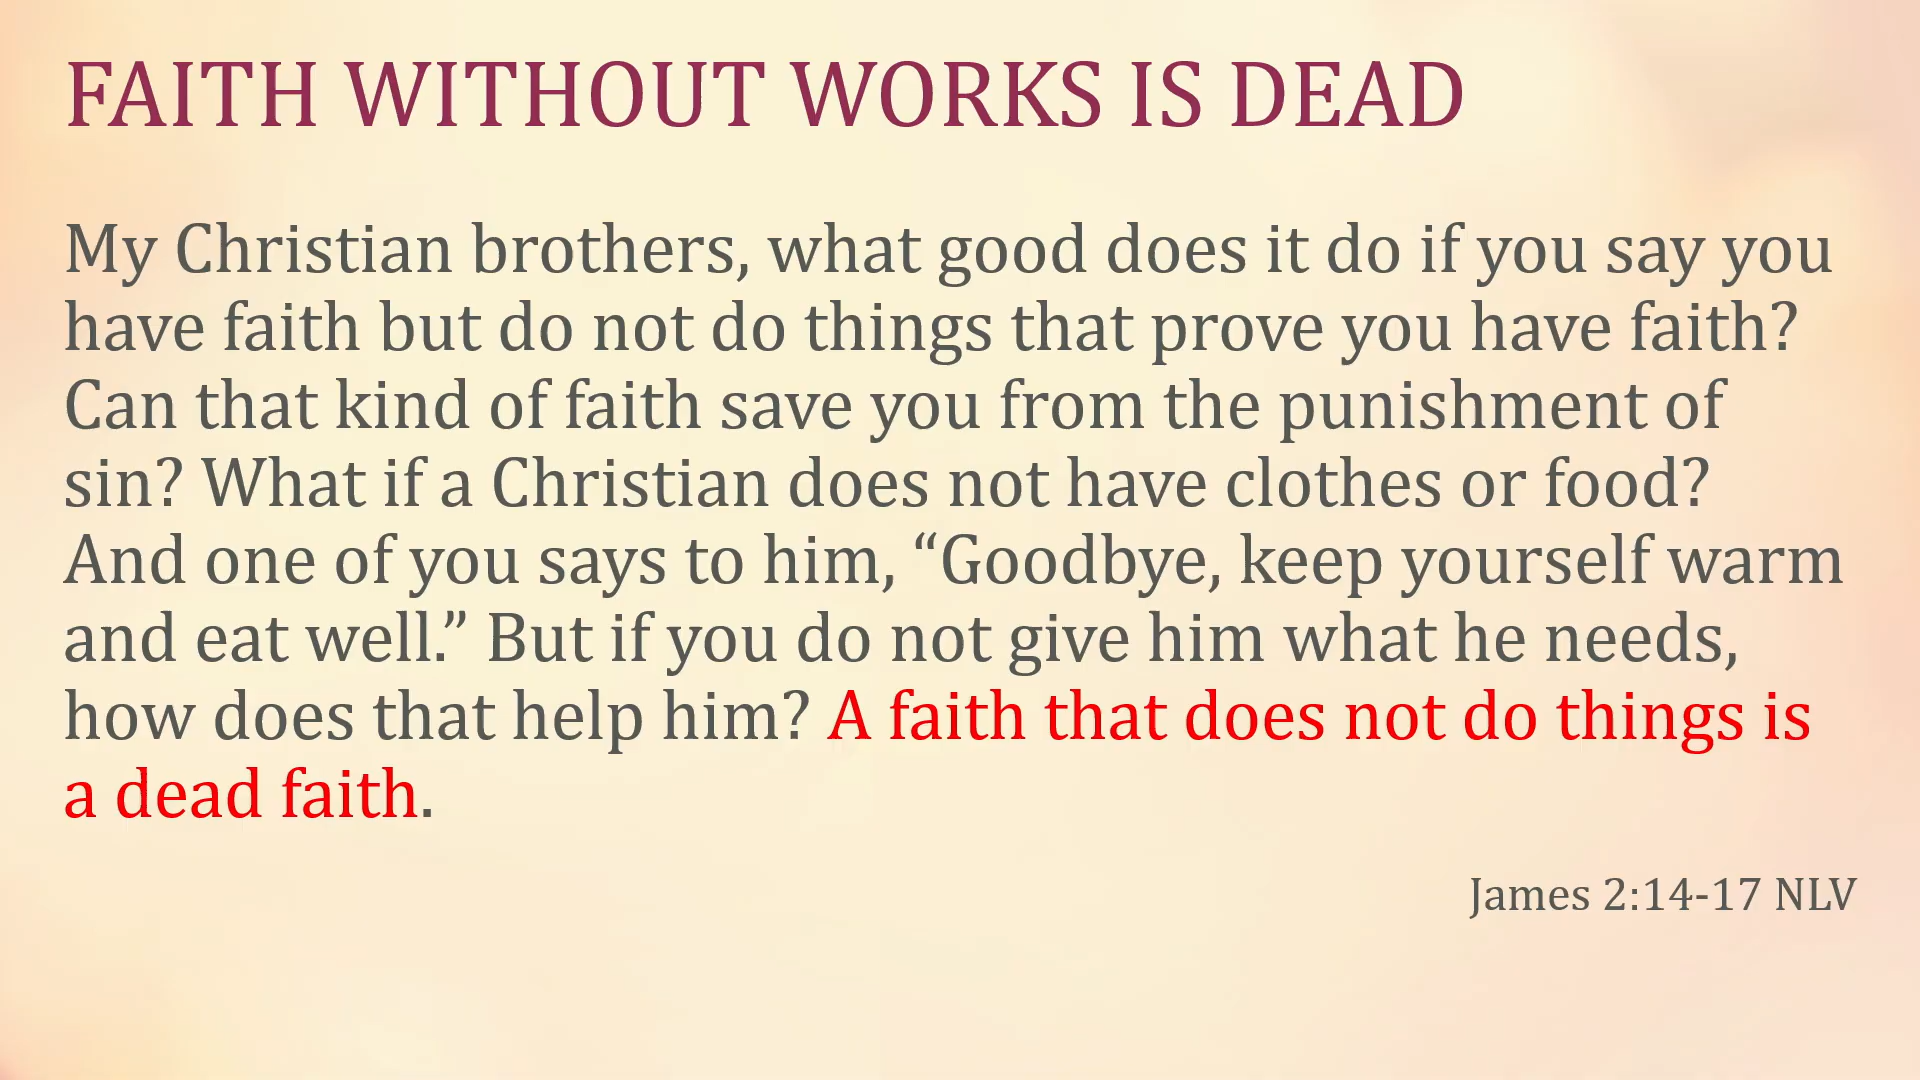 FAITH WITHOUT WORKS IS DEAD
My Christian brothers, what good does it do if you say you
have faith but do not do things that prove you have faith?
Can that kind of faith save you from the punishment of
sin? What if a Christian does not have clothes or food?
And one of you says to him, “Goodbye, keep yourself warm
and eat well.” But if you do not give him what he needs,
how does that help him? A faith that does not do things is
a dead faith.
James 2:14-17 NLV